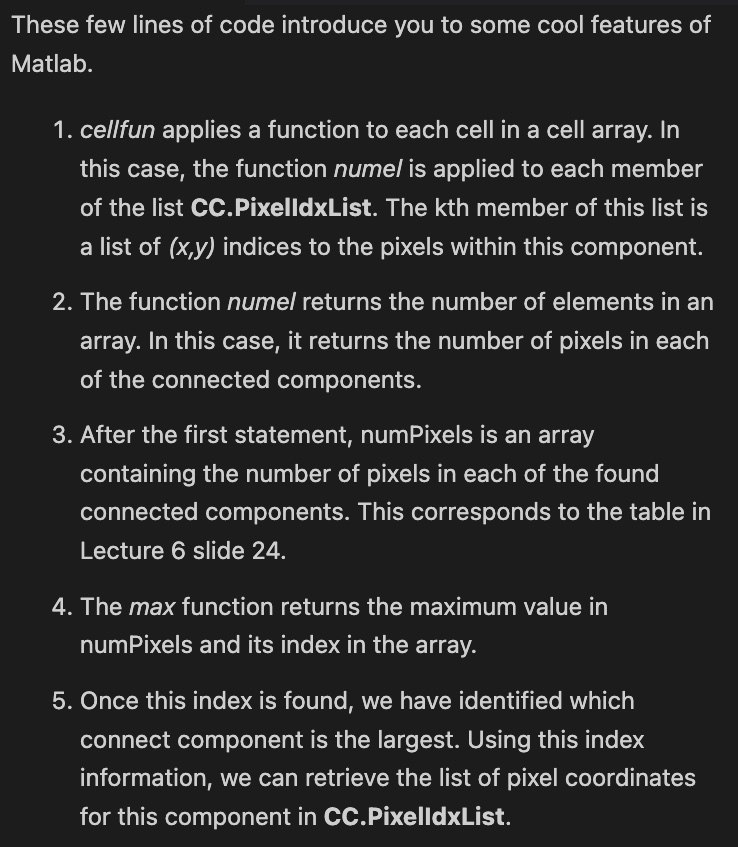 These few lines of code introduce you to some cool features of
Matlab.
1. cellfun applies a function to each cell in a cell array. In
this case, the function numel is applied to each member
of the list CC.PixelIdxList. The kth member of this list is
a list of (x,y) indices to the pixels within this component.
2. The function numel returns the number of elements in an
array. In this case, it returns the number of pixels in each
of the connected components.
3. After the first statement, numPixels is an array
containing the number of pixels in each of the found
connected components. This corresponds to the table in
Lecture 6 slide 24.
4. The max function returns the maximum value in
numPixels and its index in the array.
5. Once this index is found, we have identified which
connect component is the largest. Using this index
information, we can retrieve the list of pixel coordinates
for this component in CC.PixelIdxList.